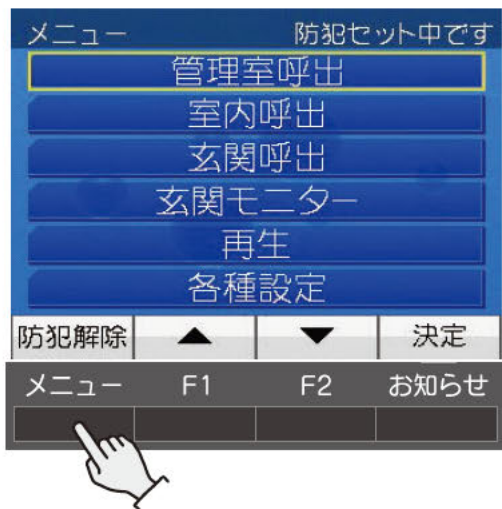 メニュー 防犯セット中です
管理室呼出
室内呼出
玄関呼出
玄関モニター
再生
各種設定
防犯解除 ▲ ▼ 決定
メニュー F1 F2 お知らせ